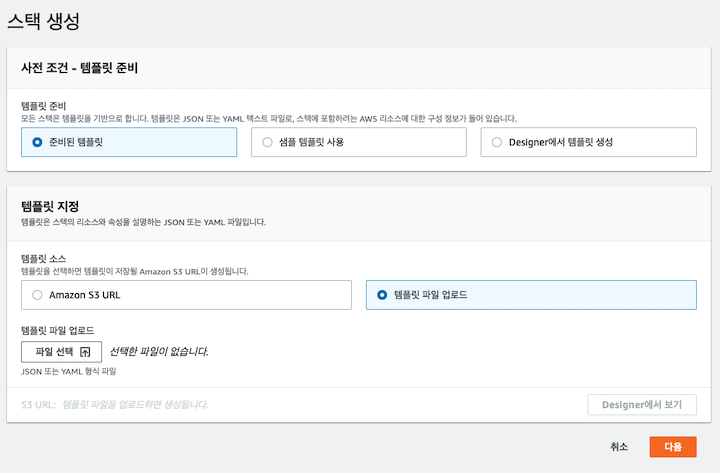 스택 생성
사전 조건 - 템플릿 준비
템플릿 준비
모든 스택은 템플릿을 기반으로 합니다. 템플릿은 JSON 또는 YAML 텍스트 파일로, 스택에 포함하려는 AWS 리소스에 대한 구성 정보가 들어 있습니다.
준비된 템플릿
샘플 템플릿 사용
Designer에서 템플릿 생성
템플릿 지정
템플릿은 스택의 리소스와 속성을 설명하는 JSON 또는 YAML 파일입니다.
템플릿 소스
템플릿을 선택하면 템플릿이 저장될 Amazon S3 URL이 생성됩니다.
Amazon S3 URL
템플릿 파일 업로드
템플릿 파일 업로드
파일 선택 선택한 파일이 없습니다.
JSON 또는 YAML 형식 파일
S3 URL: 템플릿 파일을 업로드하면 생성됩니다.
Designer에서 보기
취소
다음